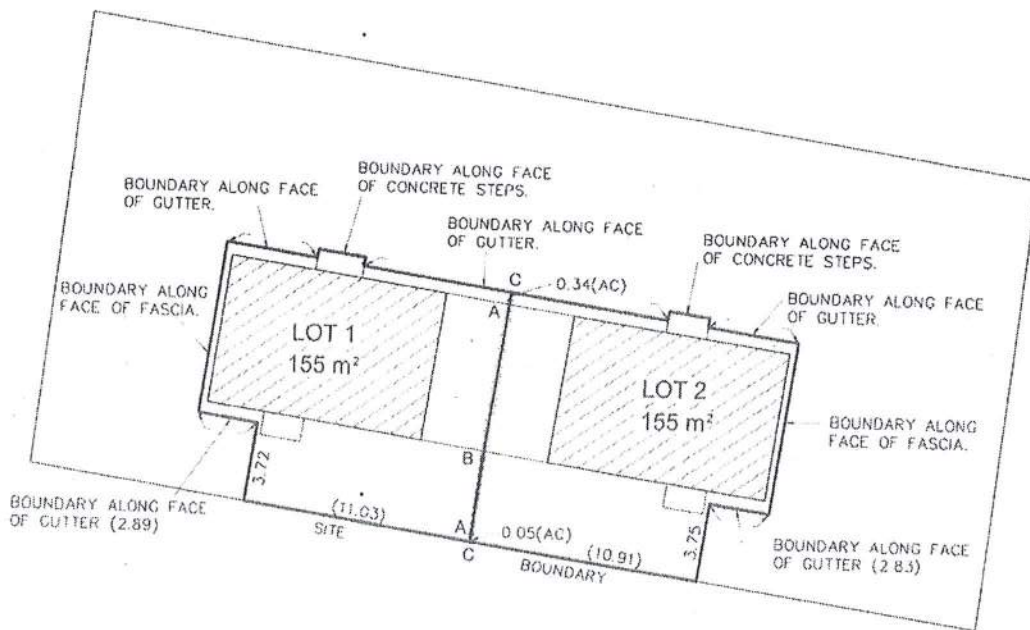 BOUNDARY ALONG FACE
OF CONCRETE STEPS.
BOUNDARY ALONG FACE
OF GUTTER.
BOUNDARY ALONG FACE
OF GUTTER.
BOUNDARY ALONG FACE
OF CONCRETE STEPS.
C
0.34(AC)
A
BOUNDARY ALONG
FACE OF FASCIA.
BOUNDARY ALONG FACE
OF GUTTER.
LOT 1
155 m²
LOT 2
155 m²
BOUNDARY ALONG
FACE OF FASCIA.
B
3.72
BOUNDARY ALONG FACE
OF GUTTER (2.89)
(11.03)
SITE
A
C
0.05(AC)
(10.91)
BOUNDARY
3.75
BOUNDARY ALONG FACE
OF GUTTER (2.83)